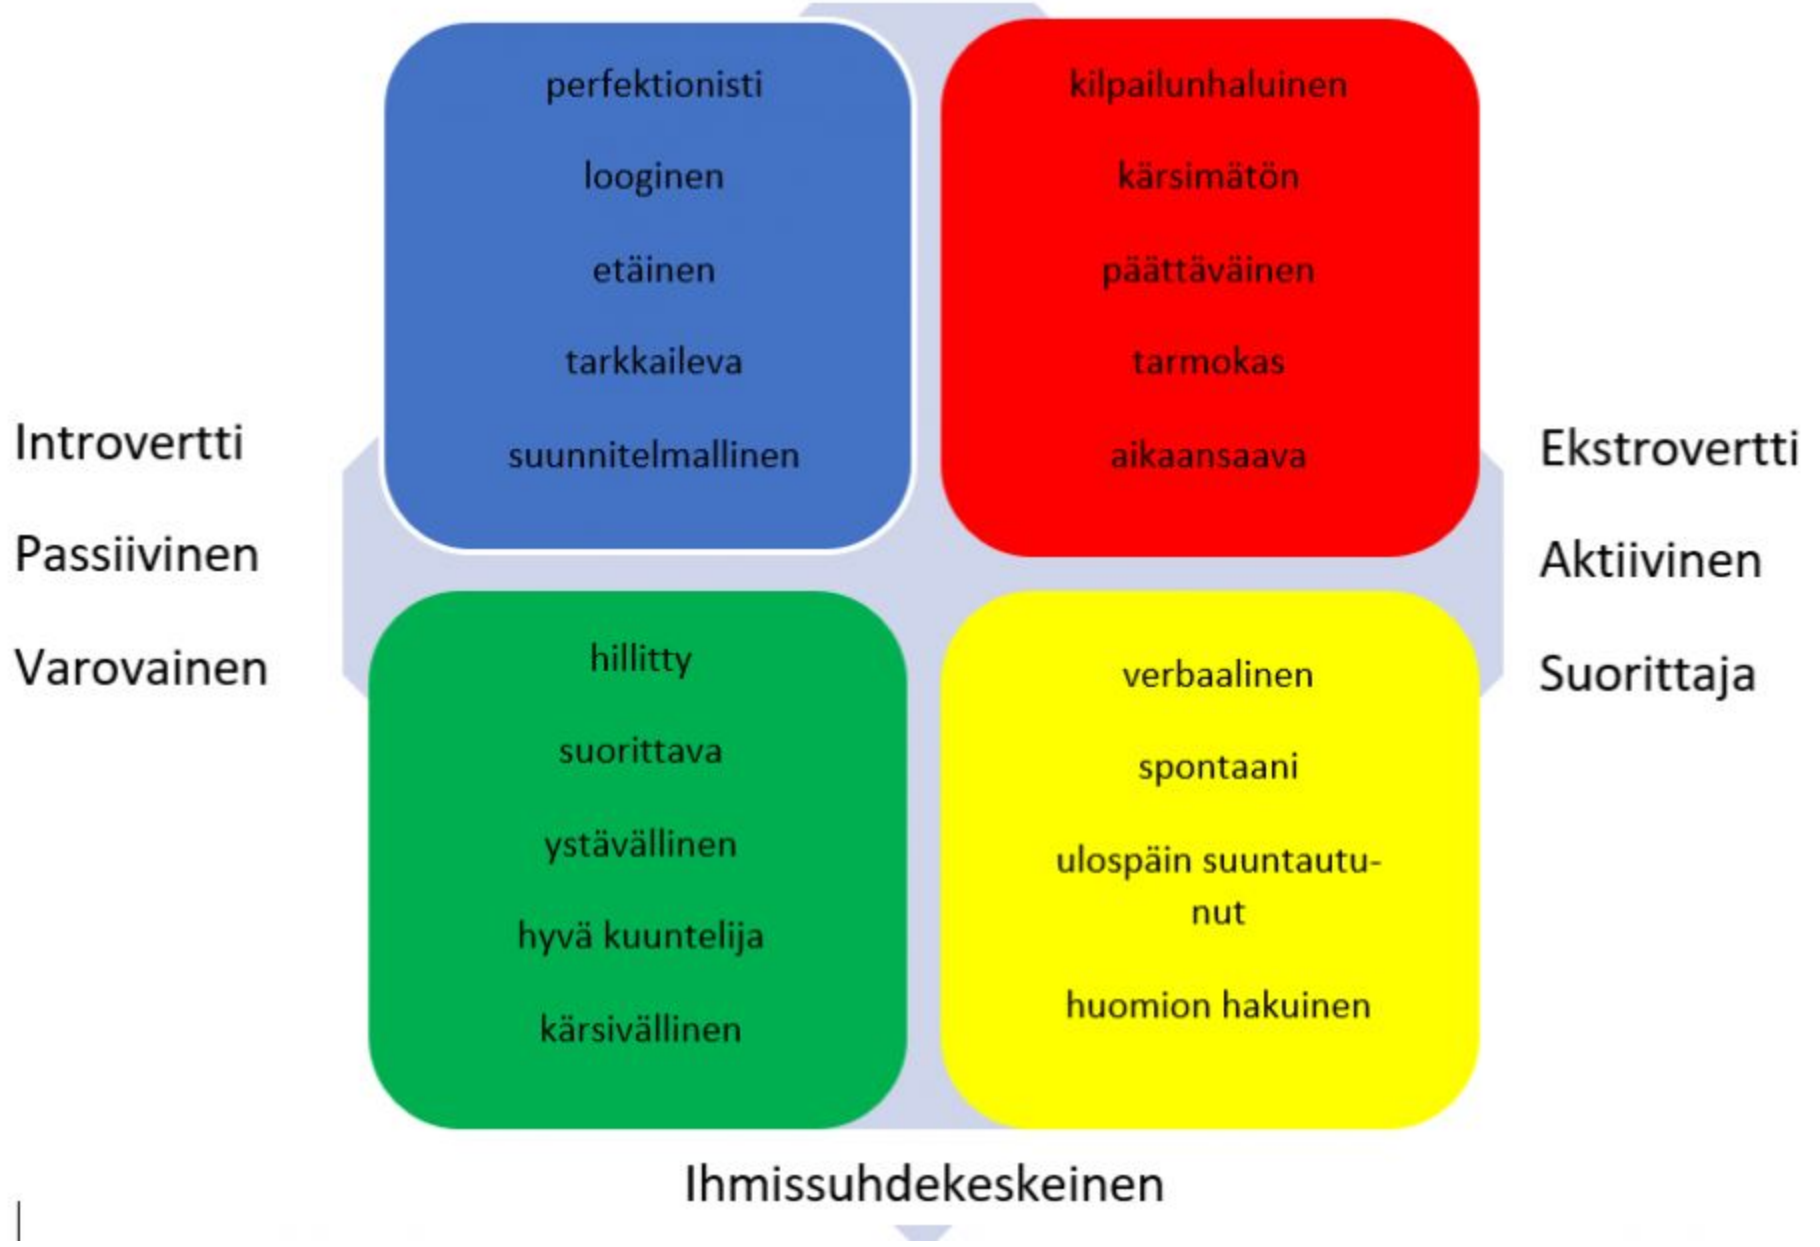 perfektionisti
looginen
etäinen
tarkkaileva
suunnitelmallinen
kilpailunhaluinen
kärsimätön
päättäväinen
tarmokas
aikaansaava
Introvertti
Passiivinen
Varovainen
Ekstrovertti
Aktiivinen
Suorittaja
hillitty
suorittava
ystävällinen
hyvä kuuntelija
kärsivällinen
verbaalinen
spontaani
ulospäin suuntautu-
nut
huomion hakuinen
Ihmissuhdekeskeinen